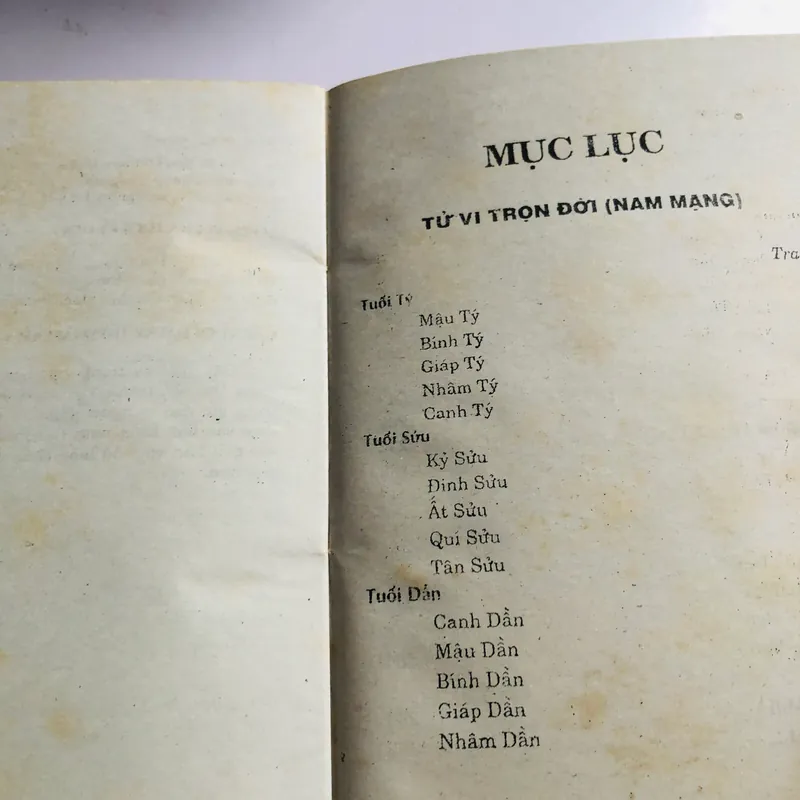 MỤC LỤC
TỬ VI TRỌN ĐỜI (NAM MẠNG)
Tra
Tuổi Tý
Mậu Tý
Bính Tý
Giáp Tý
Nhâm Tý
Canh Tý
Tuổi Sửu
Kỷ Sửu
Đinh Sửu
Ất Sửu
Quí Sửu
Tân Sửu
Tuổi Dần
Canh Dần
Mậu Dần
Bính Dần
Giáp Dần
Nhâm Dần